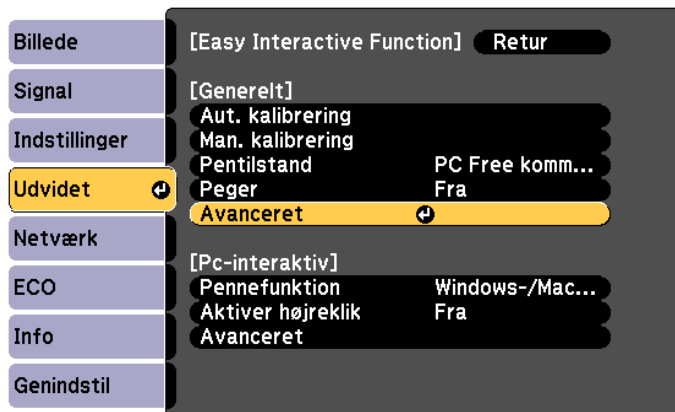 Billede
Signal
Indstillinger
Udvidet
Netværk
ECO
Info
Genindstil
[Easy Interactive Function] Retur
[Generelt]
Aut. kalibrering
Man. kalibrering
Pentilstand PC Free komm...
Peger Fra
Avanceret
[Pc-interaktiv]
Pennefunktion Windows-/Mac...
Aktiver højreklik Fra
Avanceret